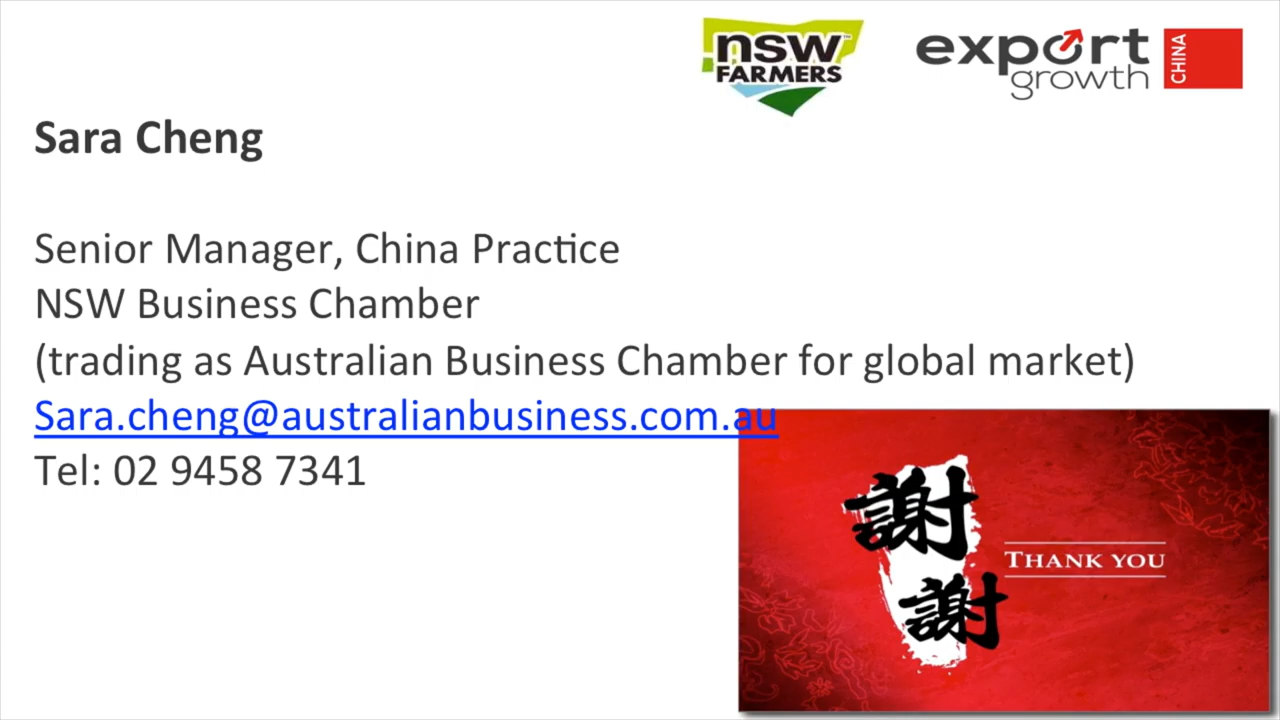 nsw
FARMERS
export
growth
CHINA
Sara Cheng
Senior Manager, China Practice
NSW Business Chamber
(trading as Australian Business Chamber for global market)
Sara.cheng@australianbusiness.com.au
Tel: 02 9458 7341
謝
謝
THANK YOU